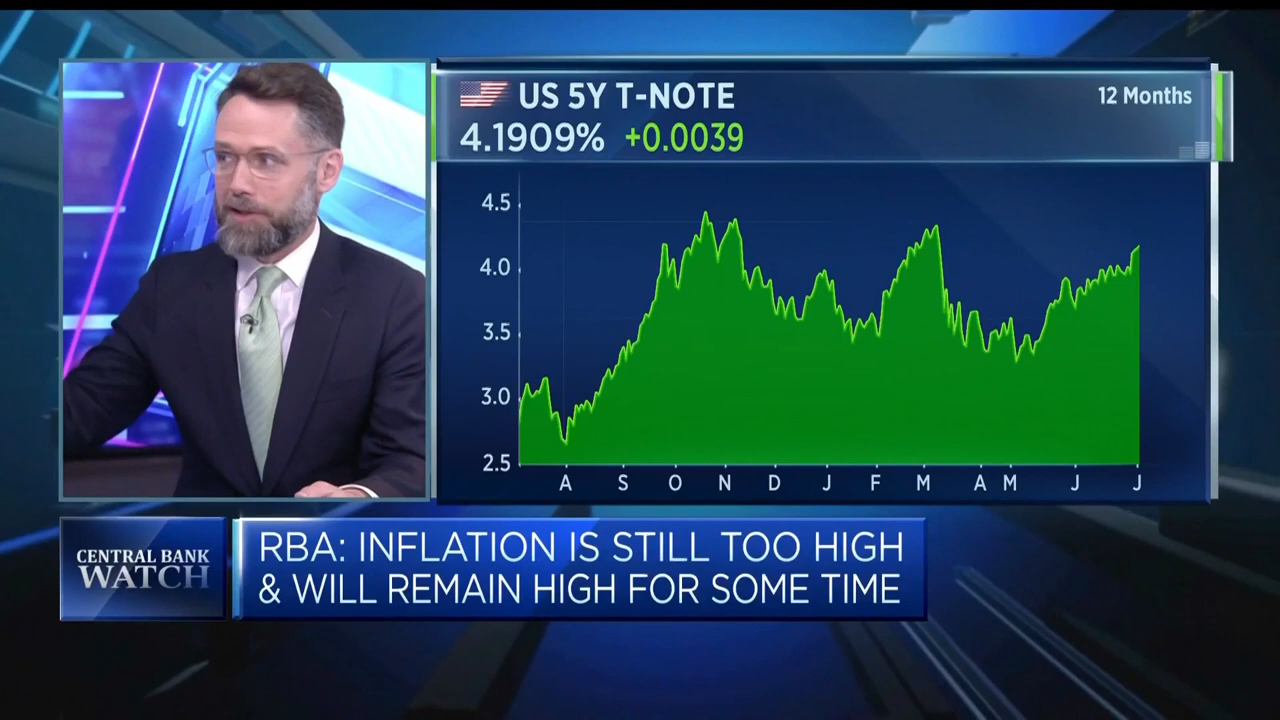 US 5Y T-NOTE
12 Months
4.1909% +0.0039
4.5
4.0
3.5
3.0
2.5
A S O N D J F M A M J J
CENTRAL BANK
WATCH
RBA: INFLATION IS STILL TOO HIGH
& WILL REMAIN HIGH FOR SOME TIME